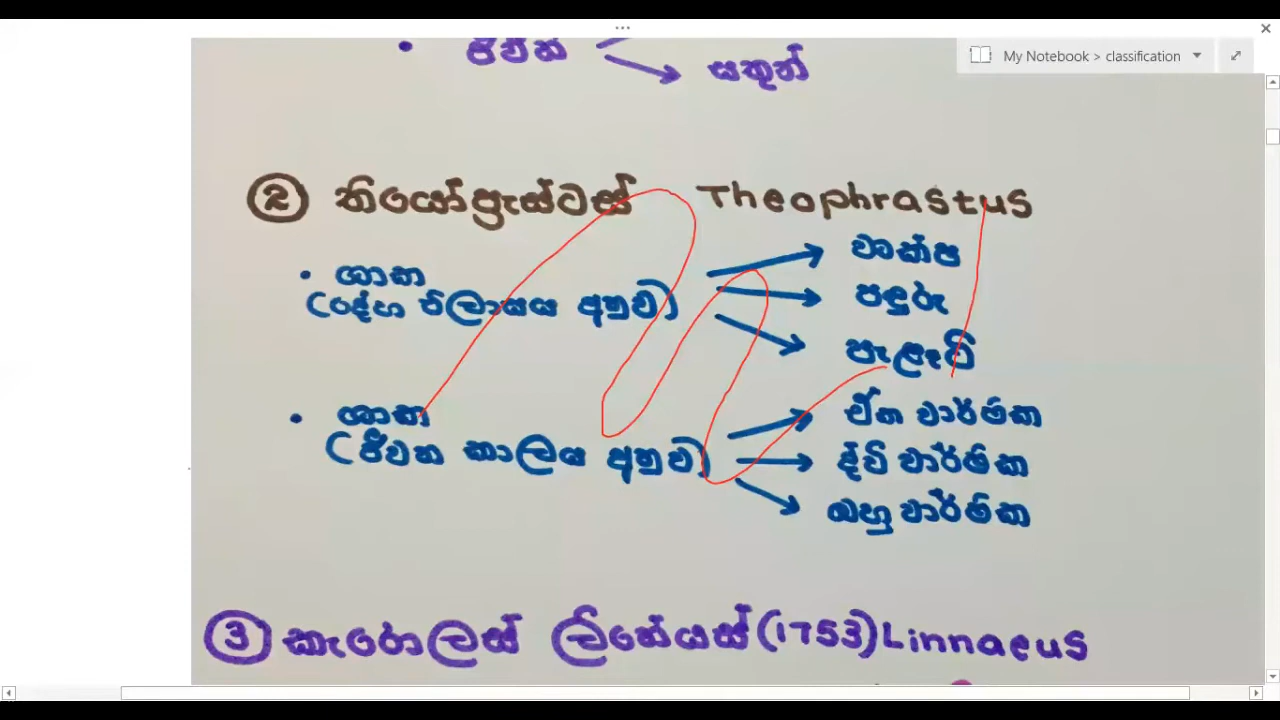 My Notebook > classification
සතුන්
② තියෝප්‍රැස්ටස් Theophrastus
• ශාක
(දේහ විලාසය අනුව)
වෘක්ෂ
පඳුරු
පැලෑටි
• ශාක
(ජීවන කාලය අනුව)
ඒක වාර්ෂික
ද්වි වාර්ෂික
බහු වාර්ෂික
③ කැරොලස් ලිනේයස් (1753) Linnaeus